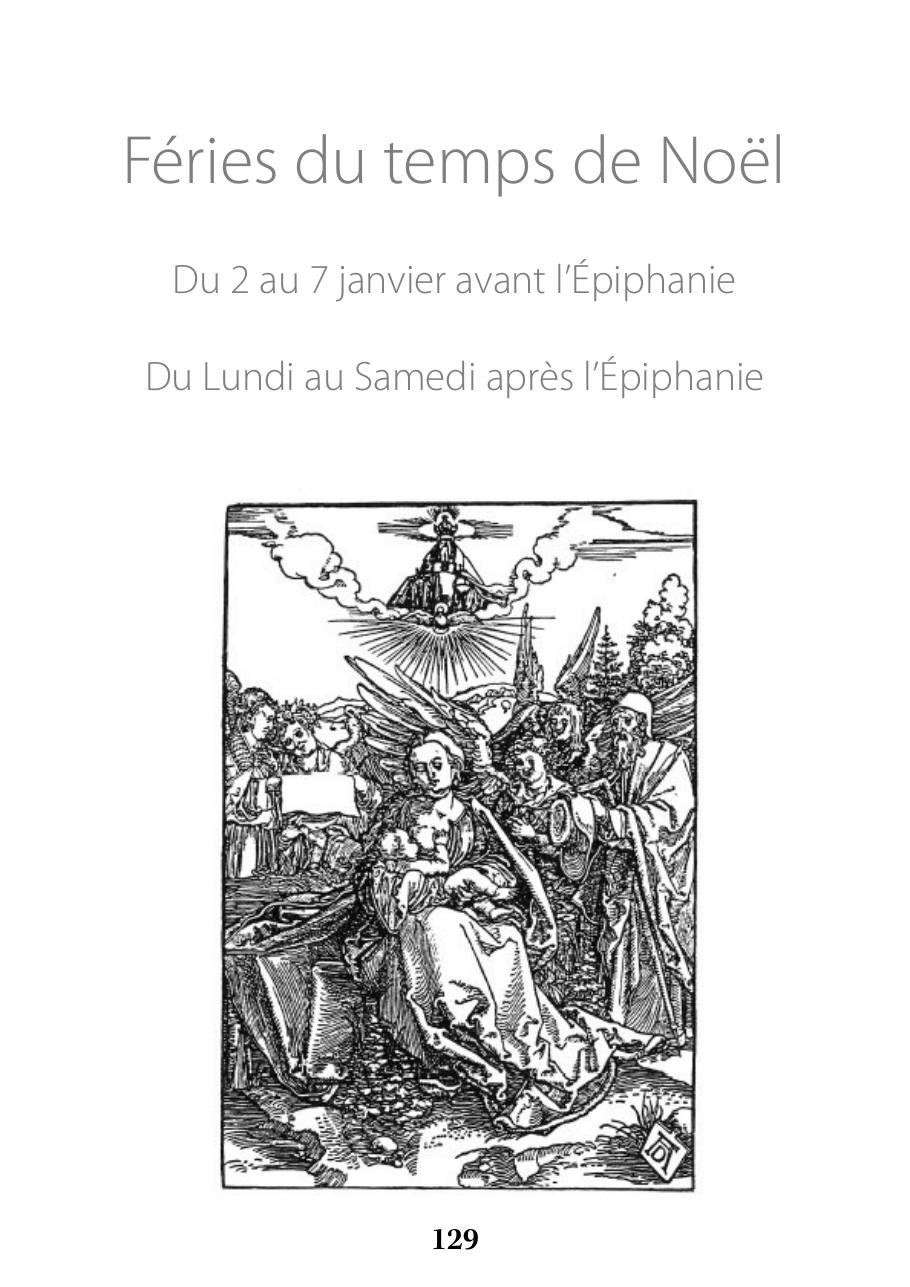 Féries du temps de Noël
Du 2 au 7 janvier avant l’Épiphanie
Du Lundi au Samedi après l’Épiphanie
AD
129